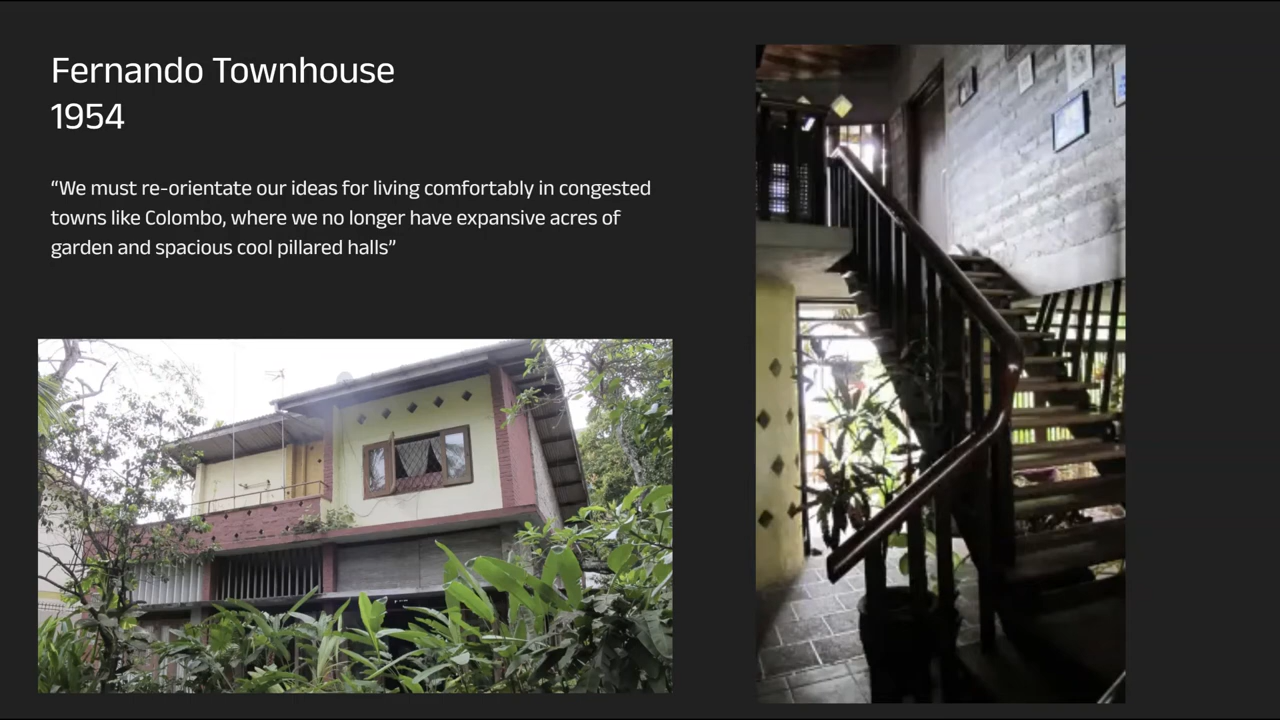 Fernando Townhouse
1954
“We must re-orientate our ideas for living comfortably in congested
towns like Colombo, where we no longer have expansive acres of
garden and spacious cool pillared halls”